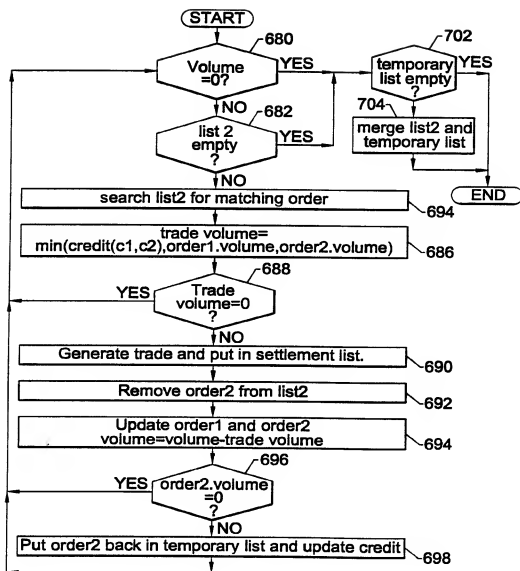 START
680
702
Volume
=0?
YES
temporary
list empty
?
YES
NO
682
704
list 2
empty
?
YES
merge list2 and
temporary list
NO
END
search list2 for matching order
694
trade volume=
min(credit(c1,c2),order1.volume,order2.volume)
686
688
YES
Trade
volume=0
?
NO
Generate trade and put in settlement list.
690
Remove order2 from list2
692
Update order1 and order2
volume=volume-trade volume
694
696
YES
order2.volume
=0
?
NO
Put order2 back in temporary list and update credit
698